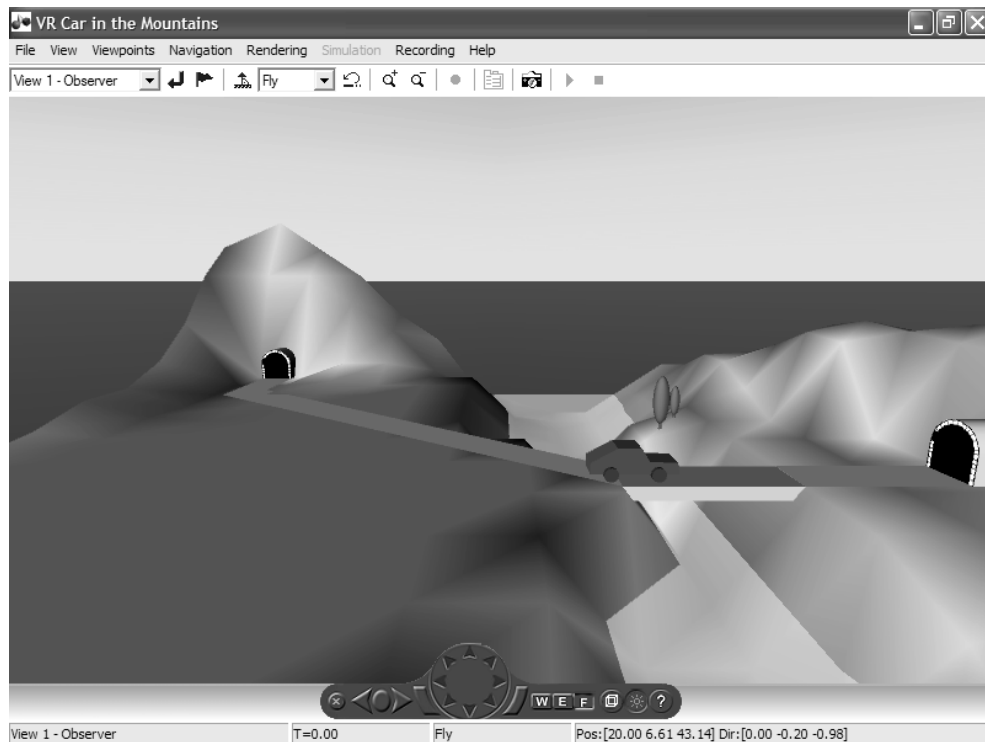 VR Car in the Mountains
File View Viewpoints Navigation Rendering Simulation Recording Help
View 1 - Observer Fly
W E F ?
View 1 - Observer T=0.00 Fly Pos:[20.00 6.61 43.14] Dir:[0.00 -0.20 -0.98]